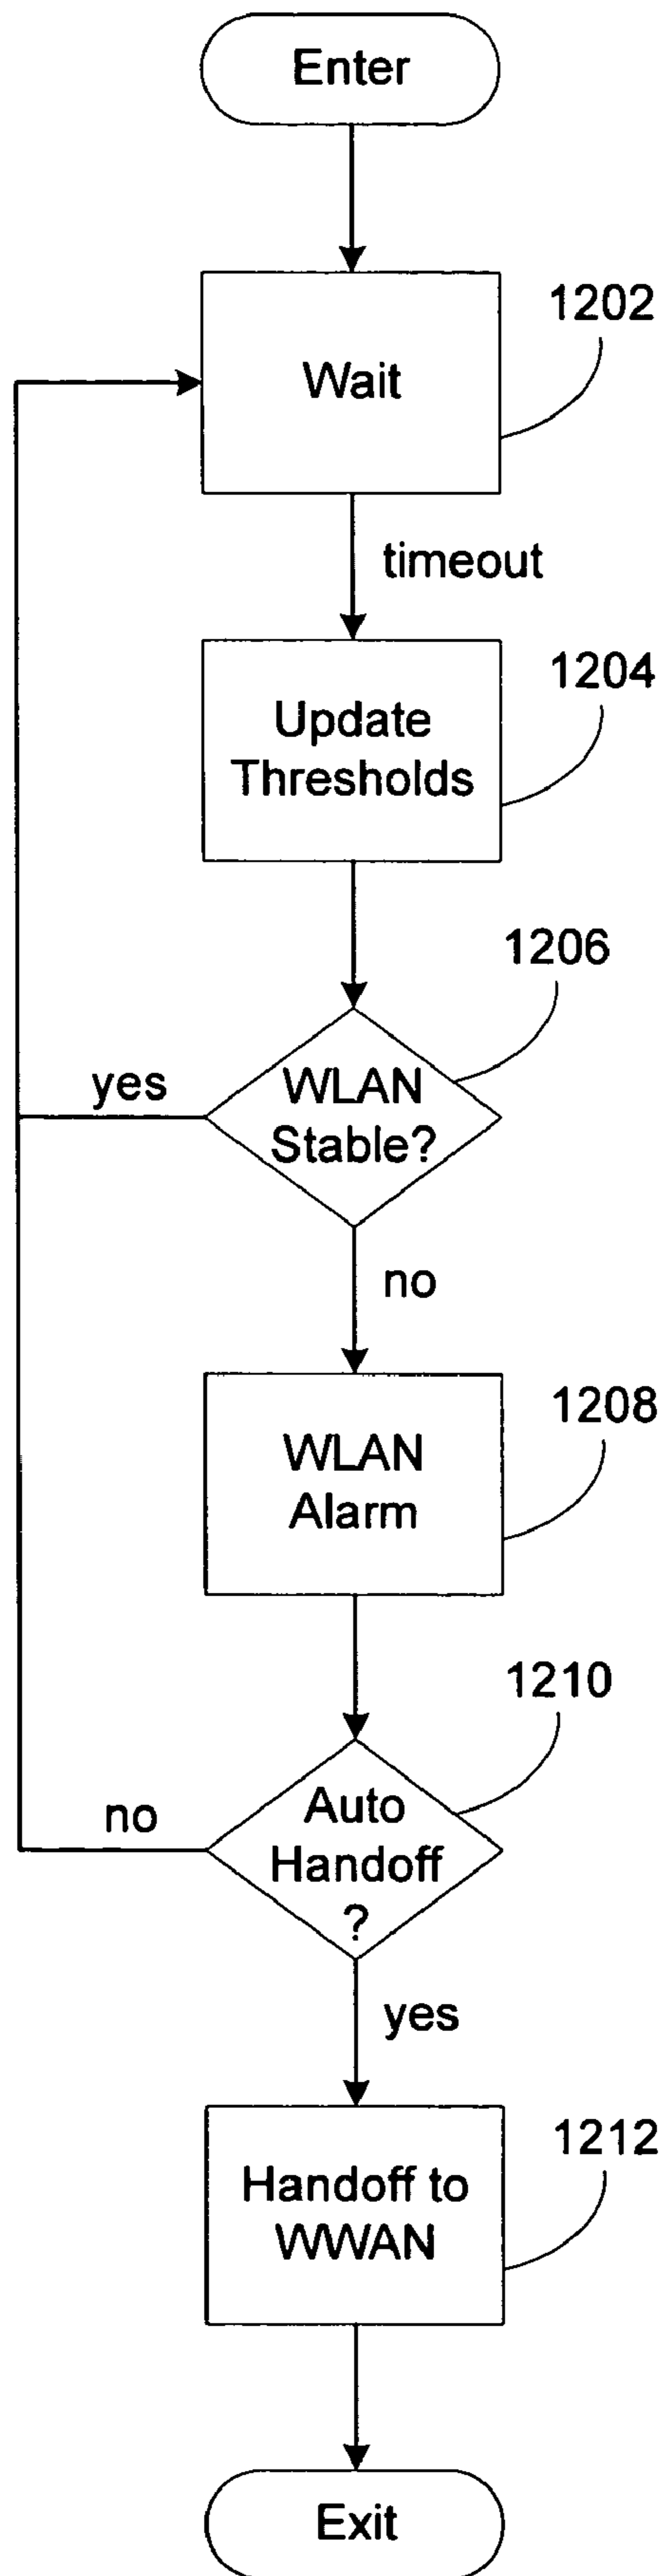 Enter
1202
Wait
timeout
1204
Update
Thresholds
1206
yes
WLAN
Stable?
no
1208
WLAN
Alarm
1210
no
Auto
Handoff
?
yes
1212
Handoff to
WWAN
Exit